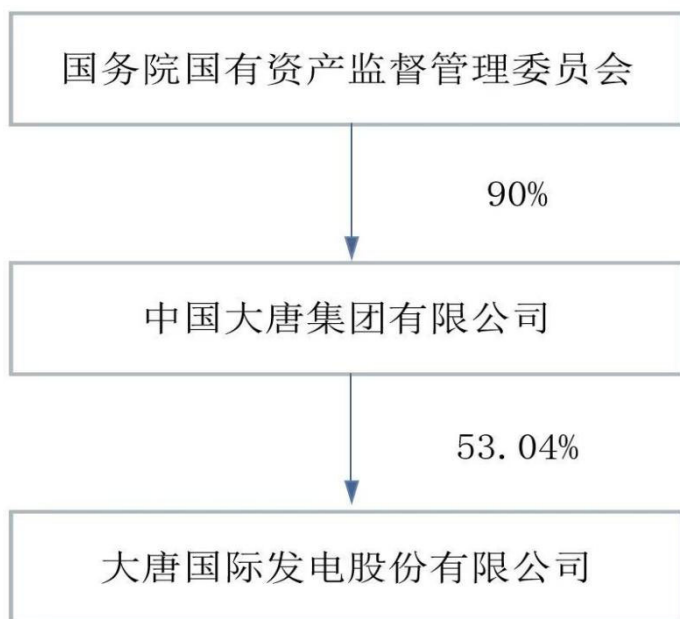 国务院国有资产监督管理委员会
90%
中国大唐集团有限公司
53.04%
大唐国际发电股份有限公司